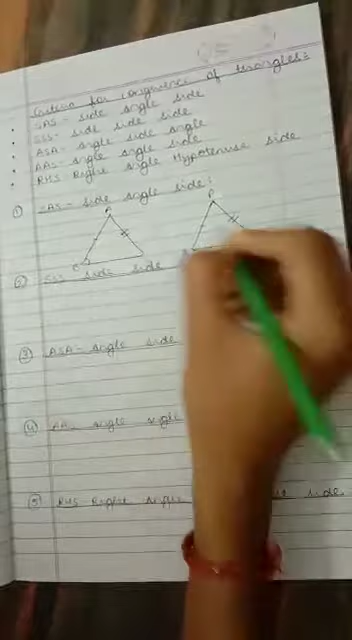 Criteria for congruence of triangles:
• SAS- side angle side
• SSS- side side side
• ASA- angle side angle
• AAS- angle angle side
• RHS- Right angle Hypotenuse side
① SAS- side angle side:
P
② SSS side side
③ ASA- angle side
④ AA angle angle
⑤ RHS Right angle side